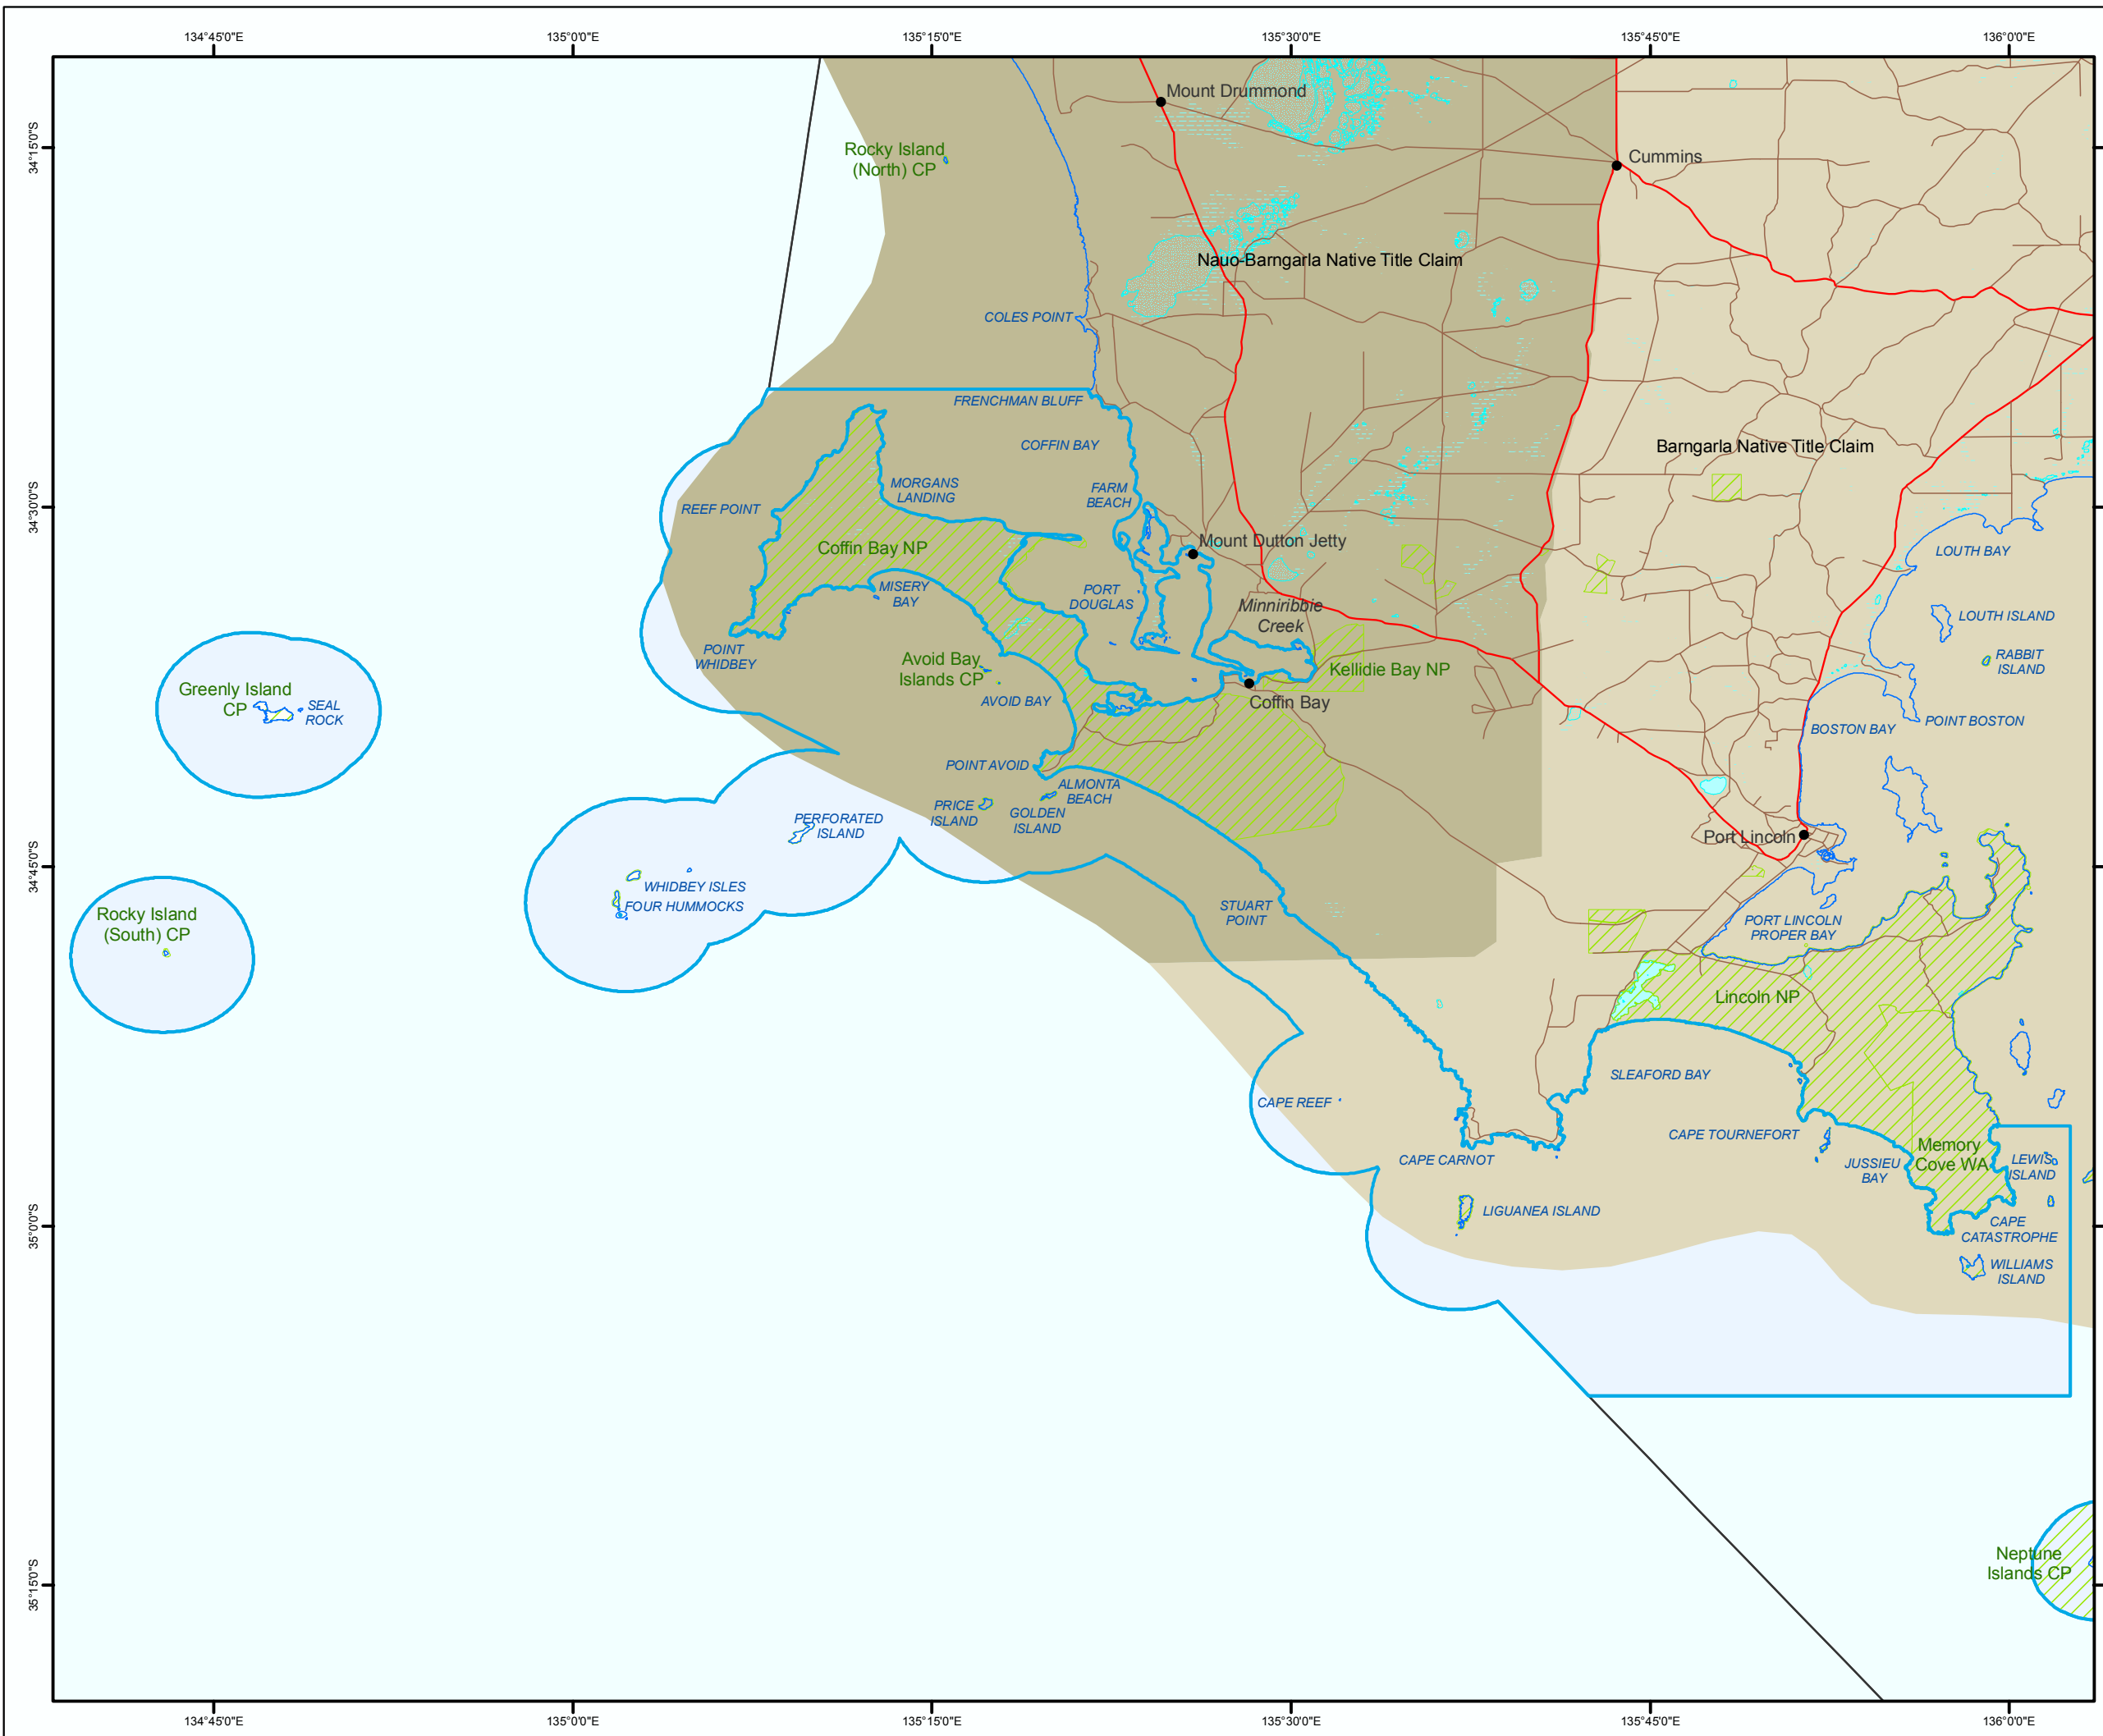 134°45'0"E
135°0'0"E
135°15'0"E
135°30'0"E
135°45'0"E
136°0'0"E
34°15'0"S
34°30'0"S
34°45'0"S
35°0'0"S
35°15'0"S
Mount Drummond
Rocky Island
(North) CP
Cummins
Nauo-Barngarla Native Title Claim
COLES POINT
FRENCHMAN BLUFF
COFFIN BAY
Barngarla Native Title Claim
MORGANS
LANDING
FARM
BEACH
REEF POINT
Coffin Bay NP
Mount Dutton Jetty
LOUTH BAY
MISERY
BAY
PORT
DOUGLAS
Minniribbie
Creek
LOUTH ISLAND
POINT
WHIDBEY
Avoid Bay
Islands CP
Kellidie Bay NP
RABBIT
ISLAND
Greenly Island
CP
SEAL
ROCK
AVOID BAY
Coffin Bay
POINT BOSTON
BOSTON BAY
POINT AVOID
ALMONTA
BEACH
PRICE
ISLAND
GOLDEN
ISLAND
PERFORATED
ISLAND
Port Lincoln
WHIDBEY ISLES
FOUR HUMMOCKS
Rocky Island
(South) CP
STUART
POINT
PORT LINCOLN
PROPER BAY
Lincoln NP
SLEAFORD BAY
CAPE REEF
CAPE TOURNEFORT
CAPE CARNOT
Memory
Cove WA
JUSSIEU
BAY
LEWIS
ISLAND
LIGUANEA ISLAND
CAPE
CATASTROPHE
WILLIAMS
ISLAND
Neptune
Islands CP
134°45'0"E
135°0'0"E
135°15'0"E
135°30'0"E
135°45'0"E
136°0'0"E